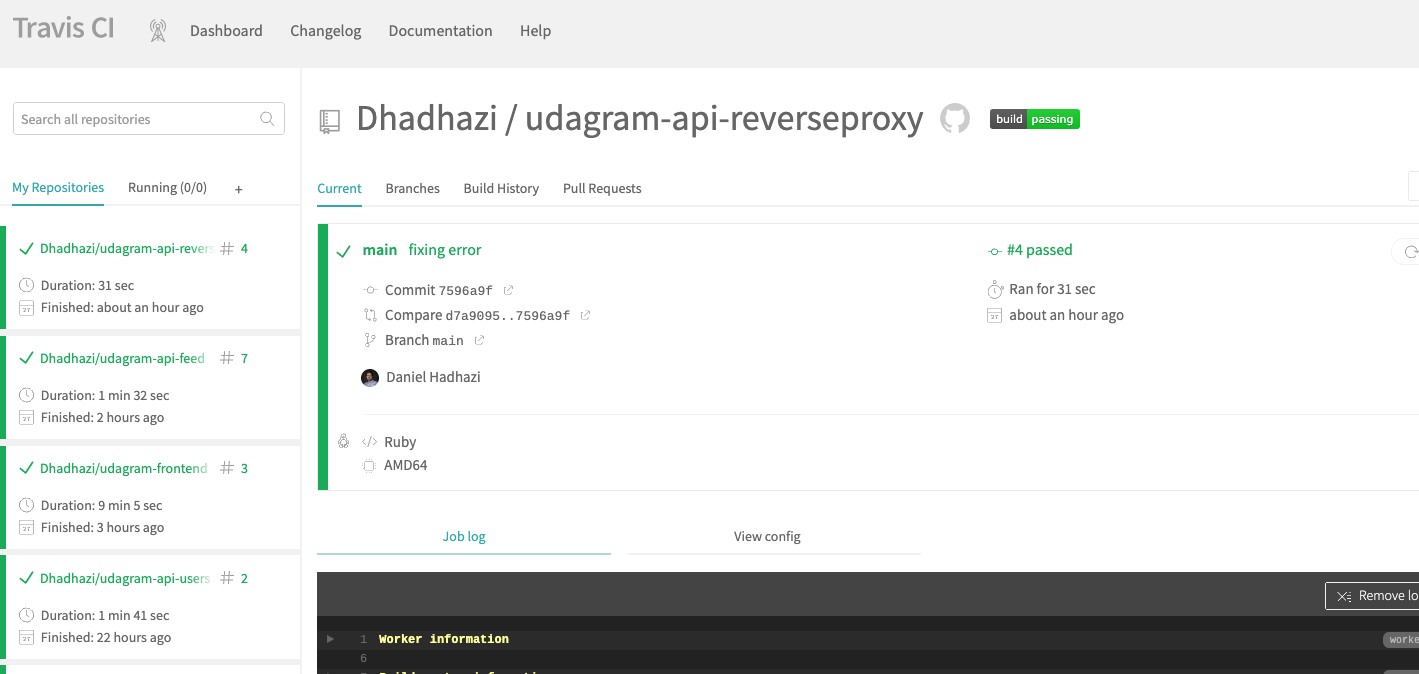 Travis CI
Dashboard Changelog Documentation Help
Search all repositories
My Repositories Running (0/0) +
Dhadhazi/udagram-api-revers # 4
Duration: 31 sec
Finished: about an hour ago
Dhadhazi/udagram-api-feed # 7
Duration: 1 min 32 sec
Finished: 2 hours ago
Dhadhazi/udagram-frontend # 3
Duration: 9 min 5 sec
Finished: 3 hours ago
Dhadhazi/udagram-api-users # 2
Duration: 1 min 41 sec
Finished: 22 hours ago
Dhadhazi / udagram-api-reverseproxy build passing
Current Branches Build History Pull Requests
main fixing error #4 passed
Commit 7596a9f Ran for 31 sec
Compare d7a9095..7596a9f about an hour ago
Branch main
Daniel Hadhazi
</> Ruby
AMD64
Job log View config
Remove lo
1 Worker information worke
6